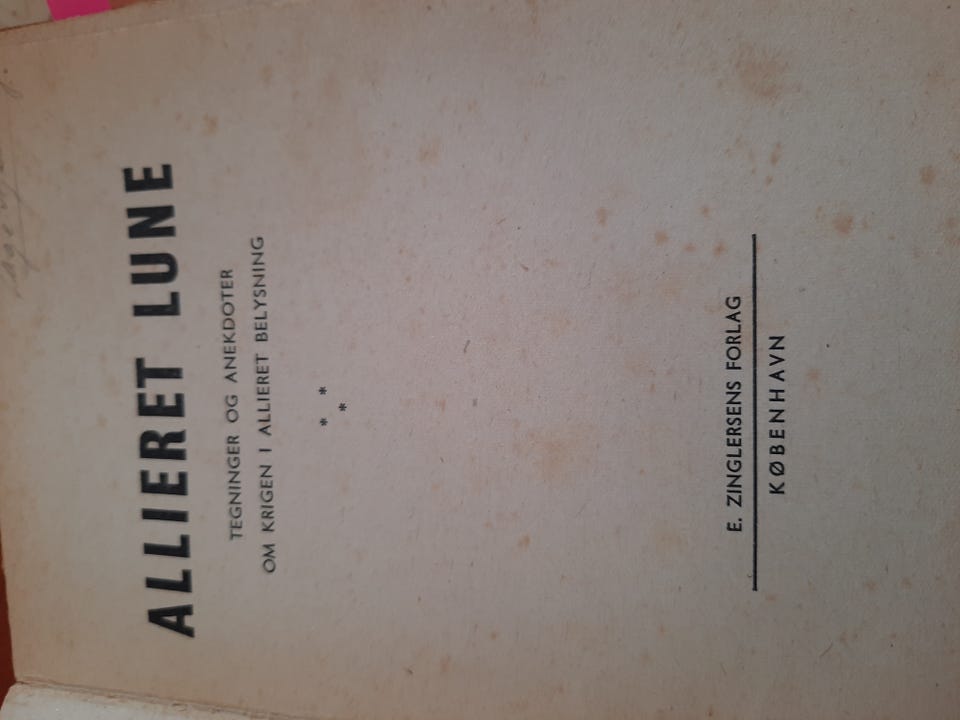 ALLIERET LUNE
TEGNINGER OG ANEKDOTER
OM KRIGEN I ALLIERET BELYSNING
* *
*
E. ZINGLERSENS FORLAG
KØBENHAVN